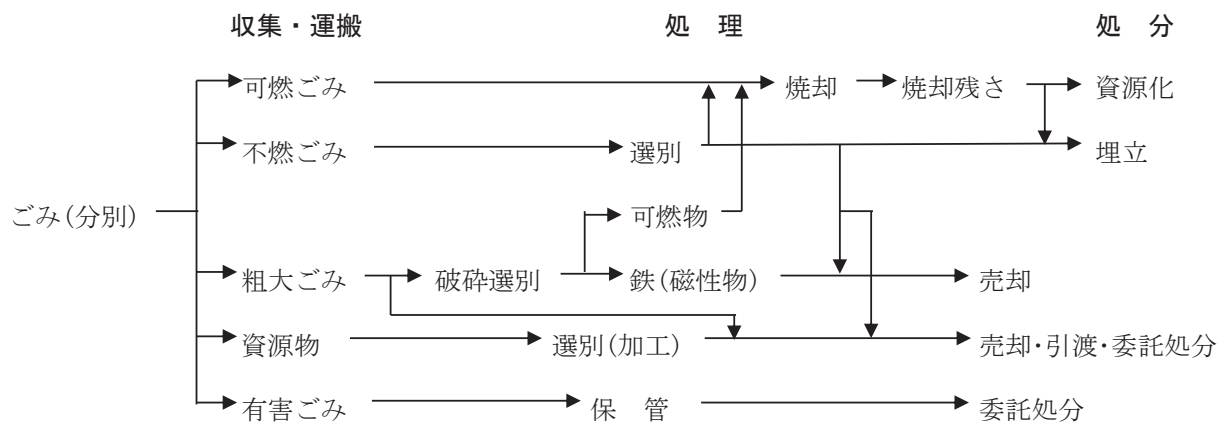 収集・運搬 処　理 処　分
可燃ごみ 焼却 焼却残さ 資源化
不燃ごみ 選別 埋立
ごみ(分別) 可燃物
粗大ごみ 破砕選別 鉄(磁性物) 売却
資源物 選別(加工) 売却・引渡・委託処分
有害ごみ 保　管 委託処分